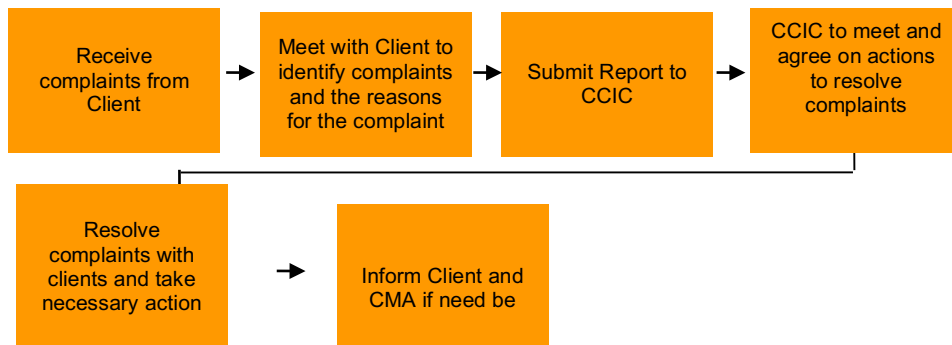 Receive
complaints from
Client
Meet with Client to
identify complaints
and the reasons
for the complaint
Submit Report to
CCIC
CCIC to meet and
agree on actions
to resolve
complaints
Resolve
complaints with
clients and take
necessary action
Inform Client and
CMA if need be